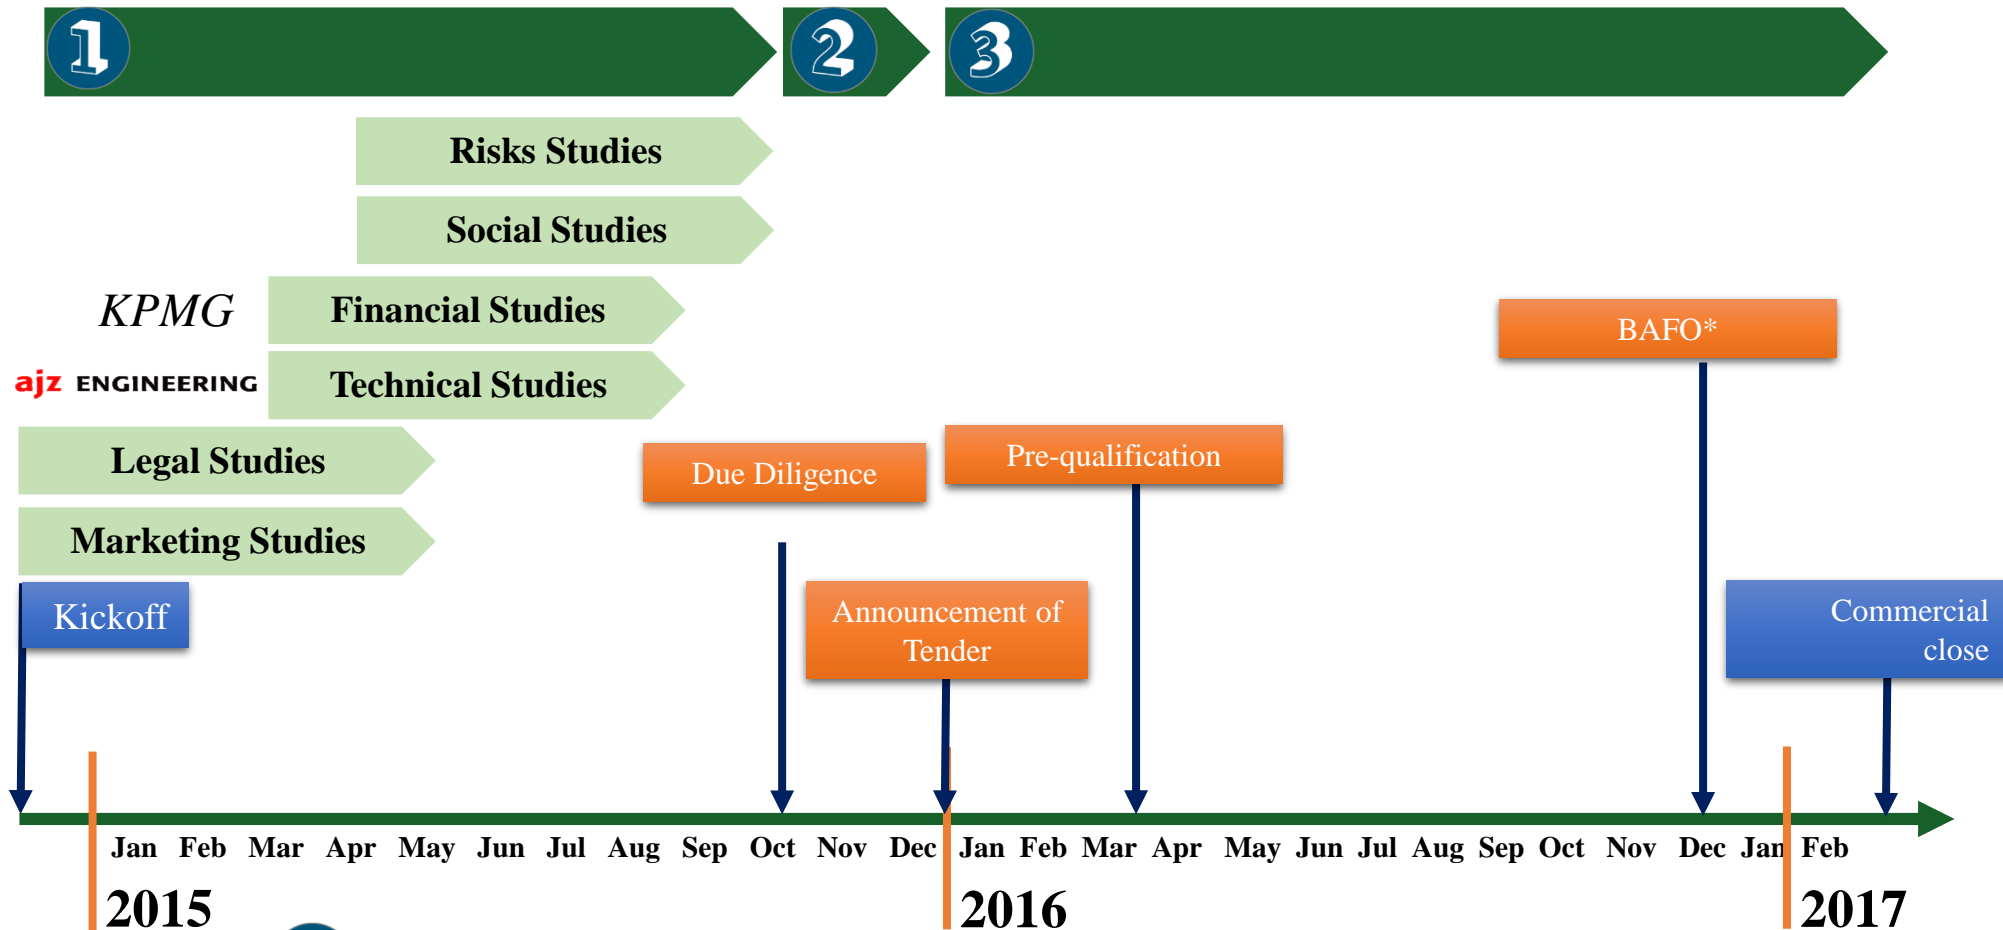 1
2
3
Risks Studies
Social Studies
KPMG
Financial Studies
BAFO*
ajz ENGINEERING
Technical Studies
Legal Studies
Due Diligence
Pre-qualification
Marketing Studies
Kickoff
Announcement of
Tender
Commercial
close
Jan Feb Mar Apr May Jun Jul Aug Sep Oct Nov Dec Jan Feb Mar Apr May Jun Jul Aug Sep Oct Nov Dec Jan Feb
2015 2016 2017